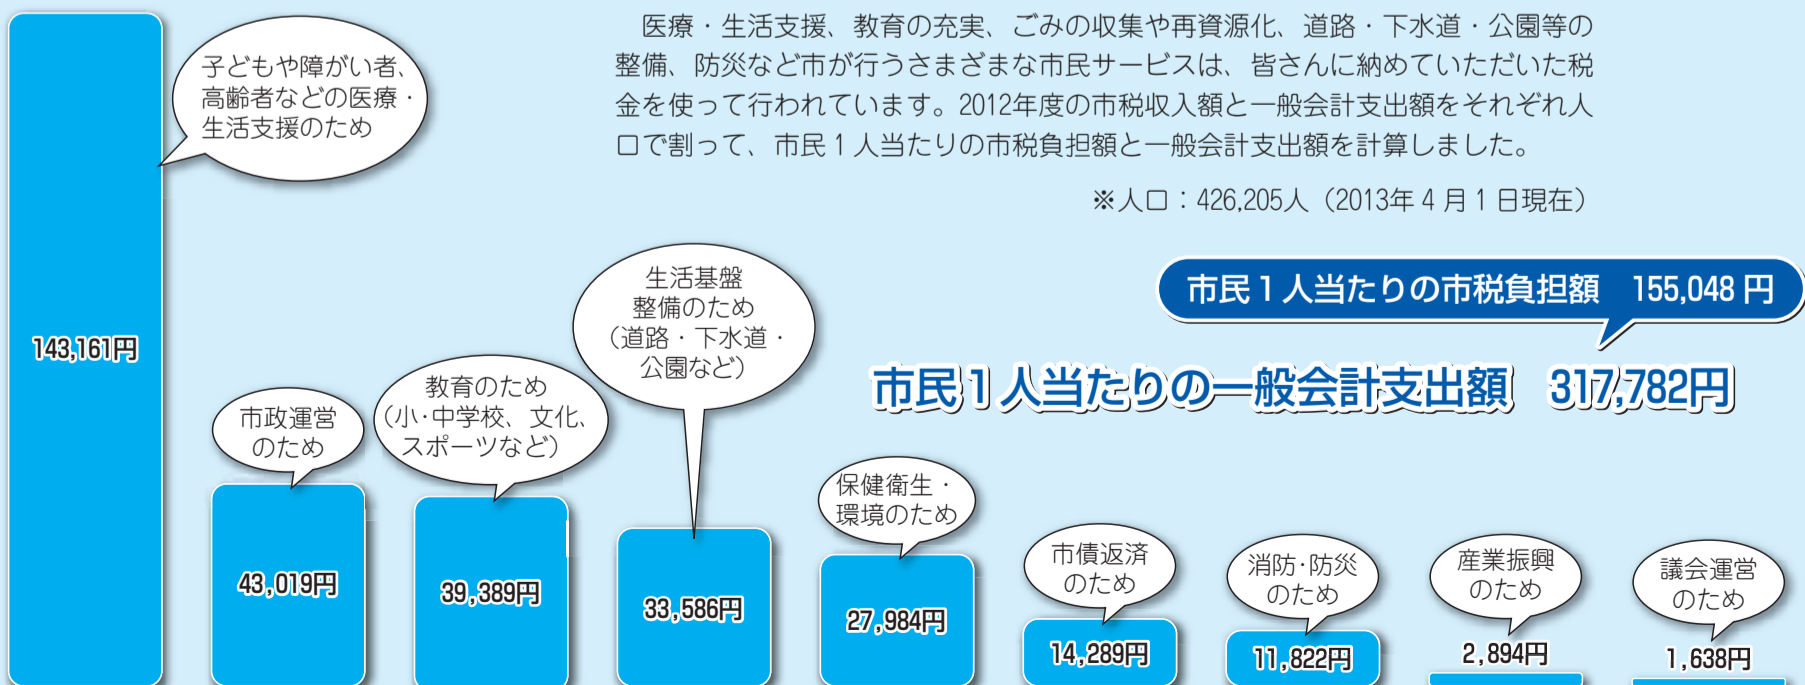 医療・生活支援、教育の充実、ごみの収集や再資源化、道路・下水道・公園等の
整備、防災など市が行うさまざまな市民サービスは、皆さんに納めていただいた税
金を使って行われています。2012年度の市税収入額と一般会計支出額をそれぞれ人
口で割って、市民1人当たりの市税負担額と一般会計支出額を計算しました。
※人口：426,205人（2013年4月1日現在）
市民1人当たりの市税負担額 155,048円
市民1人当たりの一般会計支出額 317,782円
子どもや障がい者、
高齢者などの医療・
生活支援のため
143,161円
市政運営
のため
43,019円
教育のため
（小・中学校、文化、
スポーツなど）
39,389円
生活基盤
整備のため
（道路・下水道・
公園など）
33,586円
保健衛生・
環境のため
27,984円
市債返済
のため
14,289円
消防・防災
のため
11,822円
産業振興
のため
2,894円
議会運営
のため
1,638円